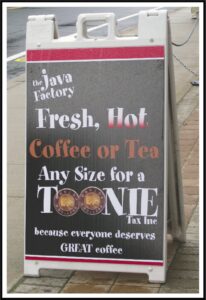 the Java
Factory
Fresh, Hot
Coffee or Tea
Any Size for a
TOONIE
Tax Inc
because everyone deserves
GREAT coffee